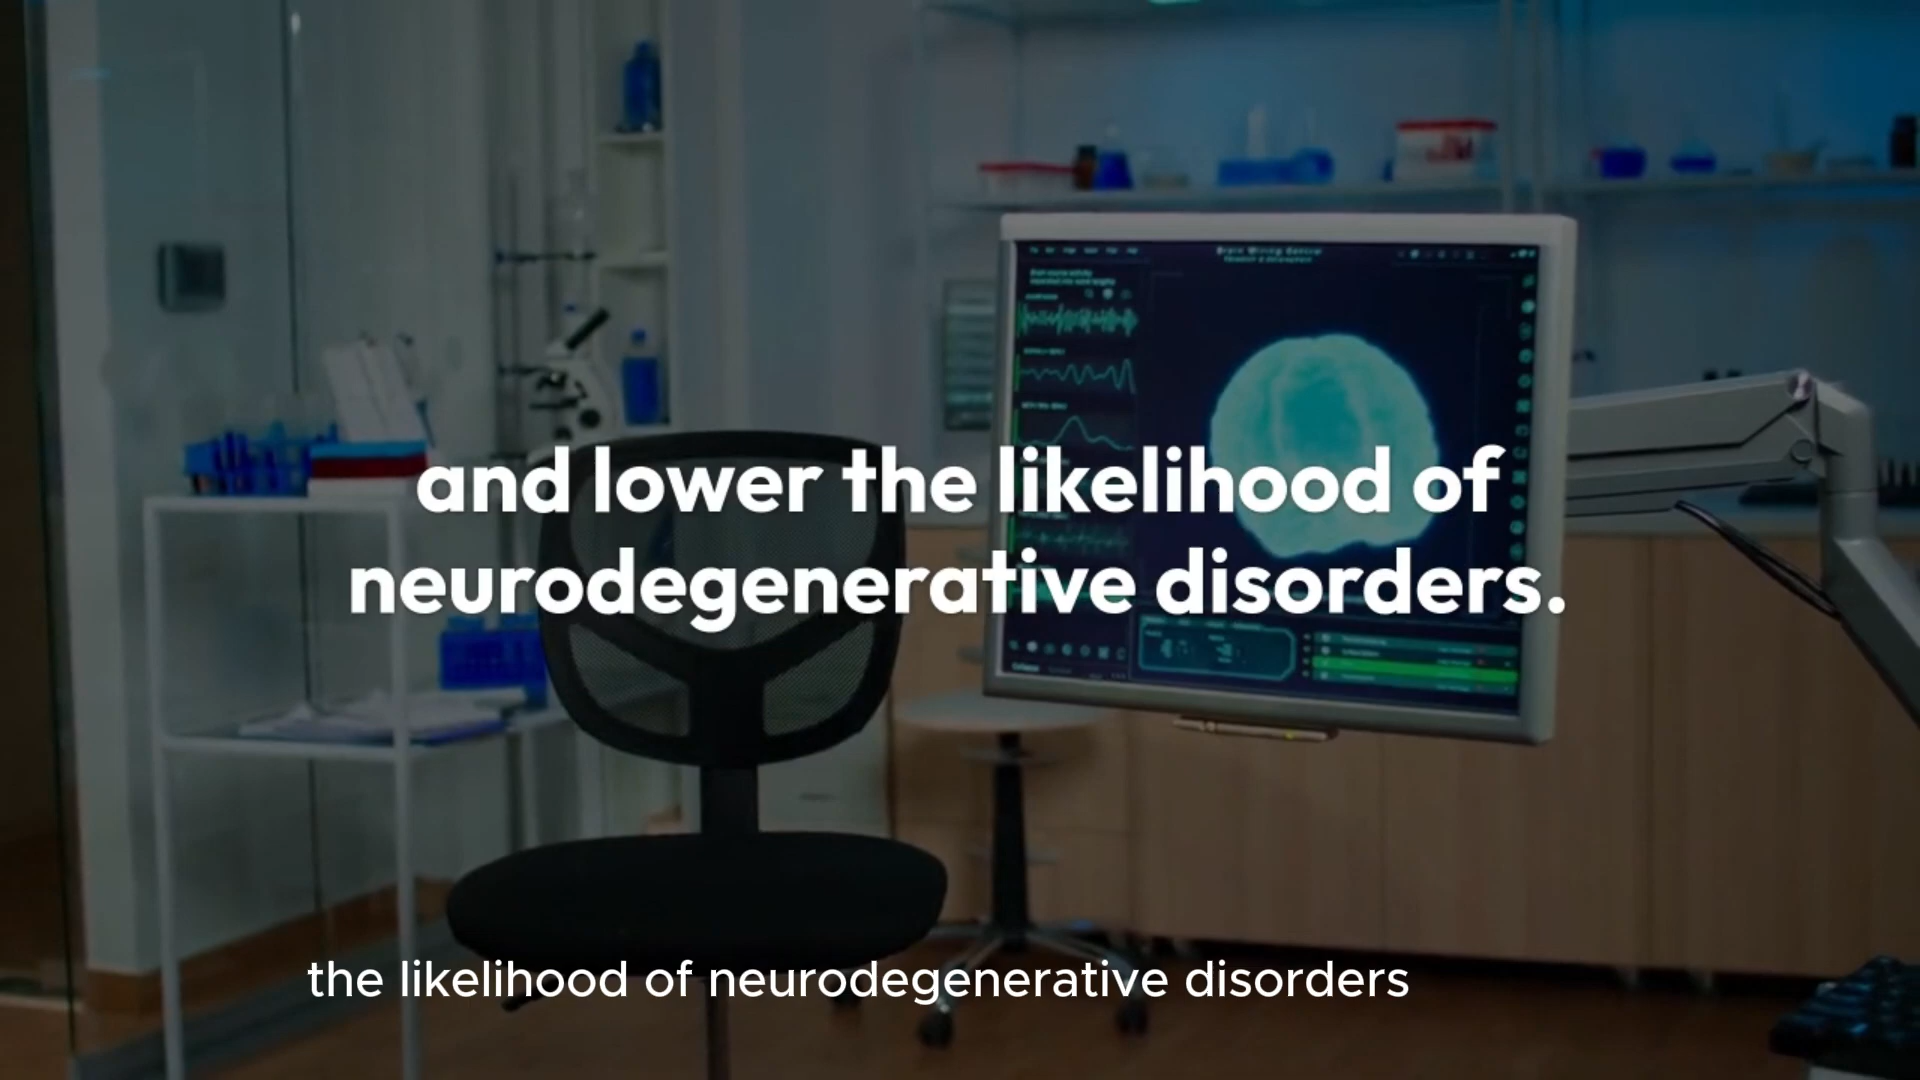 and lower the likelihood of
neurodegenerative disorders.
the likelihood of neurodegenerative disorders